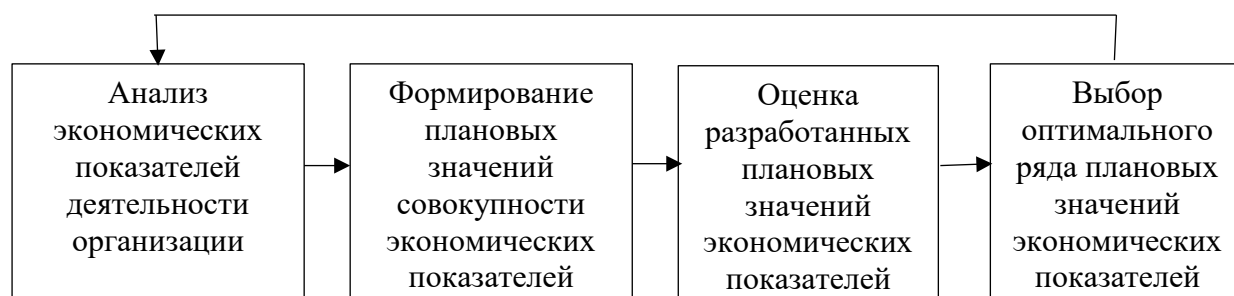 Анализ
экономических
показателей
деятельности
организации
Формирование
плановых
значений
совокупности
экономических
показателей
Оценка
разработанных
плановых
значений
экономических
показателей
Выбор
оптимального
ряда плановых
значений
экономических
показателей